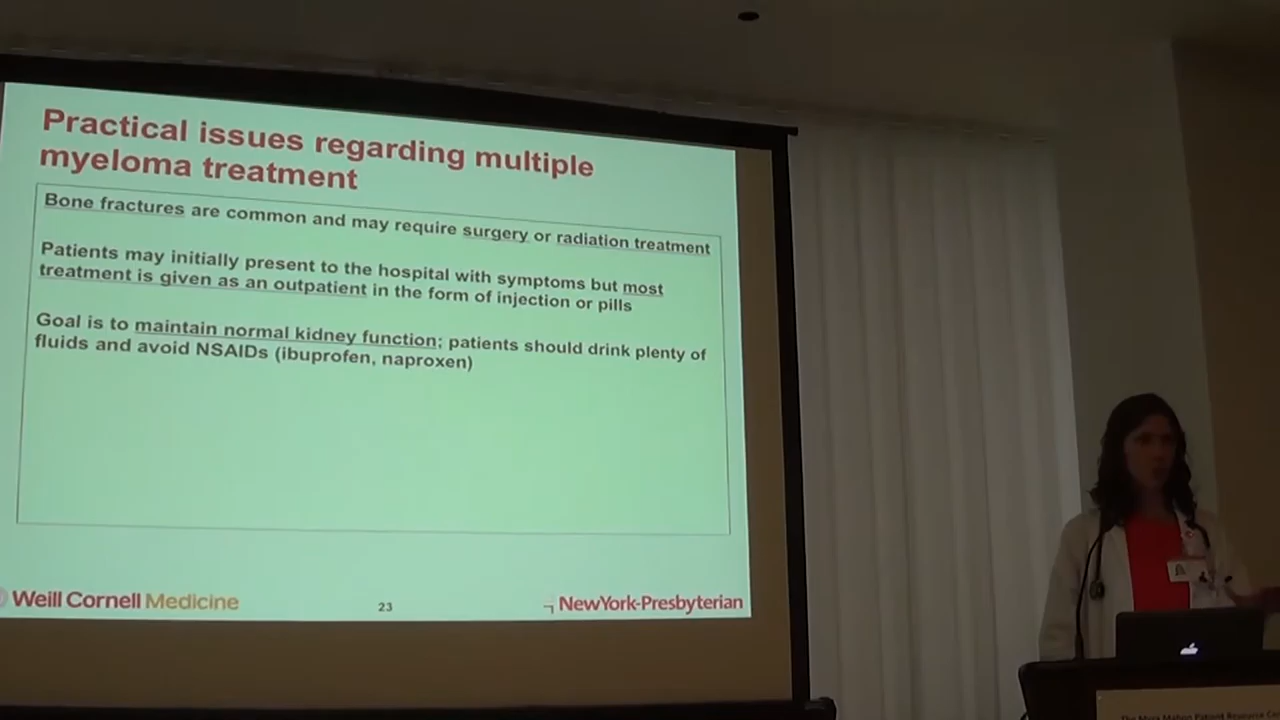 Practical issues regarding multiple
myeloma treatment
Bone fractures are common and may require surgery or radiation treatment
Patients may initially present to the hospital with symptoms but most
treatment is given as an outpatient in the form of injection or pills
Goal is to maintain normal kidney function; patients should drink plenty of
fluids and avoid NSAIDs (ibuprofen, naproxen)
Weill Cornell Medicine
23
NewYork-Presbyterian
Patient Resource